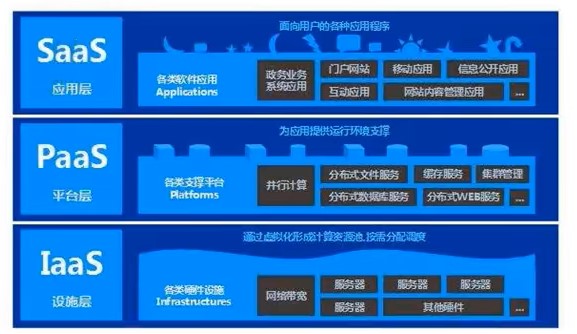 面向用户的各种应用程序
SaaS
应用层
各类软件应用
Applications
政务业务
系统应用
门户网站
移动应用
信息公开应用
互动应用
网站内容管理应用
...
为应用提供运行环境支撑
PaaS
平台层
各类支撑平台
Platforms
并行计算
分布式文件服务
缓存服务
集群管理
分布式数据库服务
分布式WEB服务
...
通过虚拟化形成计算资源池,按需分配调度
IaaS
设施层
各类硬件设施
Infrastructures
网络带宽
服务器
服务器
服务器
服务器
其他硬件
...